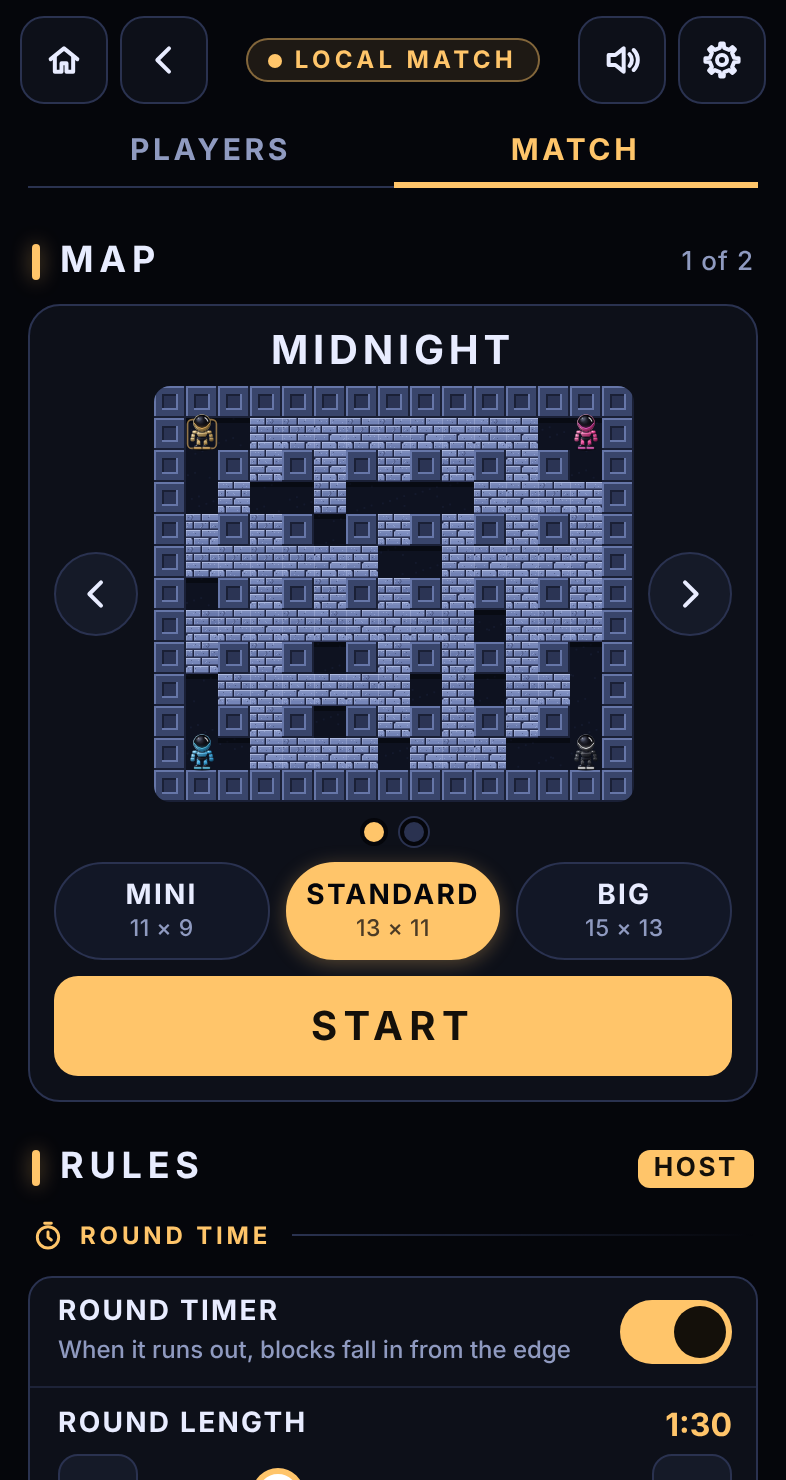 LOCAL MATCH
PLAYERS
MATCH
MAP
1 of 2
MIDNIGHT
MINI
11 × 9
STANDARD
13 × 11
BIG
15 × 13
START
RULES
HOST
ROUND TIME
ROUND TIMER
When it runs out, blocks fall in from the edge
ROUND LENGTH
1:30